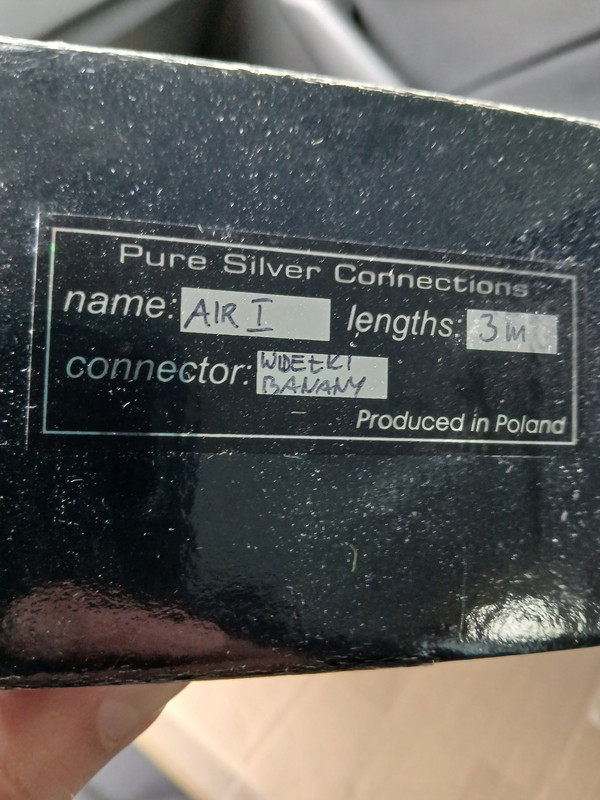 Pure Silver Connections
name: AIR I lengths: 3m
connector: WIDEŁKI
BANANY
Produced in Poland